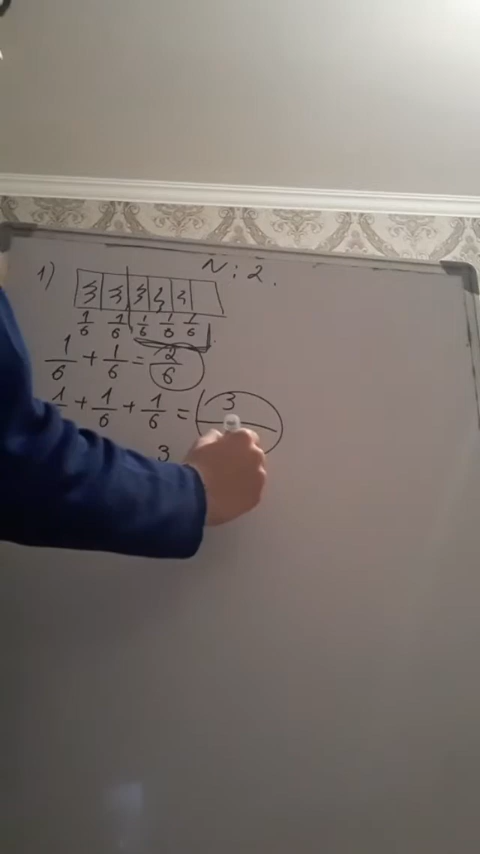 N: 2.
1)
1/6 1/6 1/6 1/6 1/6
1/6 + 1/6 = 2/6
1/6 + 1/6 + 1/6 = 3
3